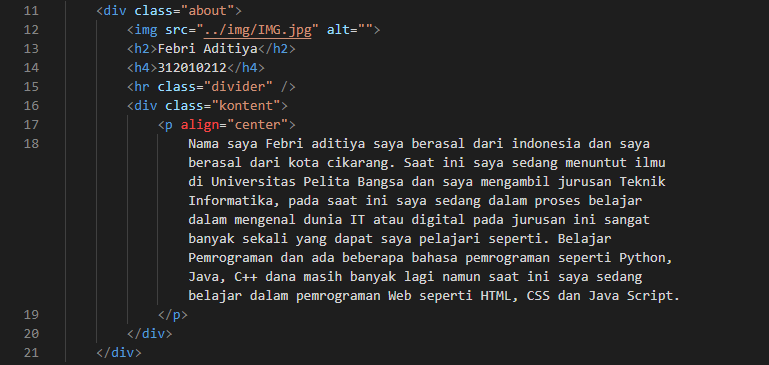 11 <div class="about">
12 <img src="../img/IMG.jpg" alt="">
13 <h2>Febri Aditiya</h2>
14 <h4>312010212</h4>
15 <hr class="divider" />
16 <div class="kontent">
17 <p align="center">
18 Nama saya Febri aditiya saya berasal dari indonesia dan saya
berasal dari kota cikarang. Saat ini saya sedang menuntut ilmu
di Universitas Pelita Bangsa dan saya mengambil jurusan Teknik
Informatika, pada saat ini saya sedang dalam proses belajar
dalam mengenal dunia IT atau digital pada jurusan ini sangat
banyak sekali yang dapat saya pelajari seperti. Belajar
Pemrograman dan ada beberapa bahasa pemrograman seperti Python,
Java, C++ dana masih banyak lagi namun saat ini saya sedang
belajar dalam pemrograman Web seperti HTML, CSS dan Java Script.
19 </p>
20 </div>
21 </div>